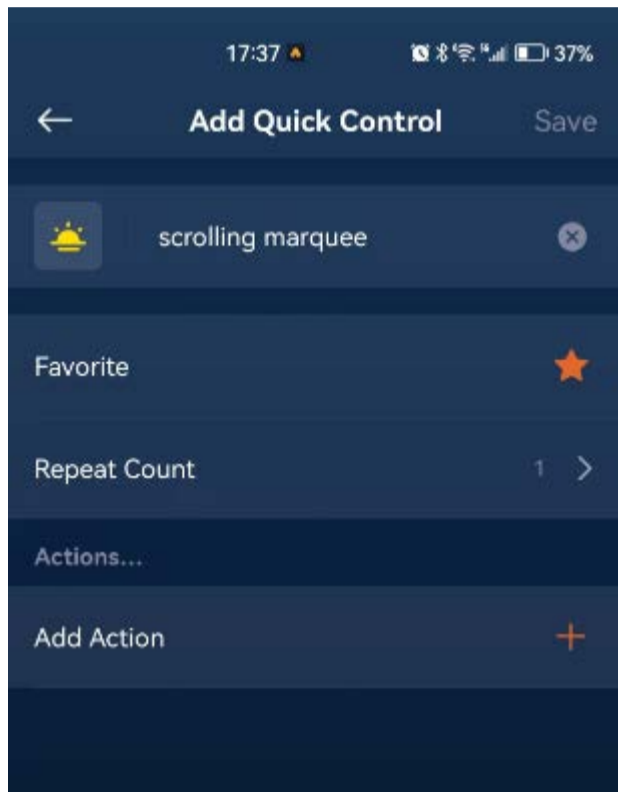 17:37 37%
Add Quick Control Save
scrolling marquee
Favorite
Repeat Count 1
Actions...
Add Action